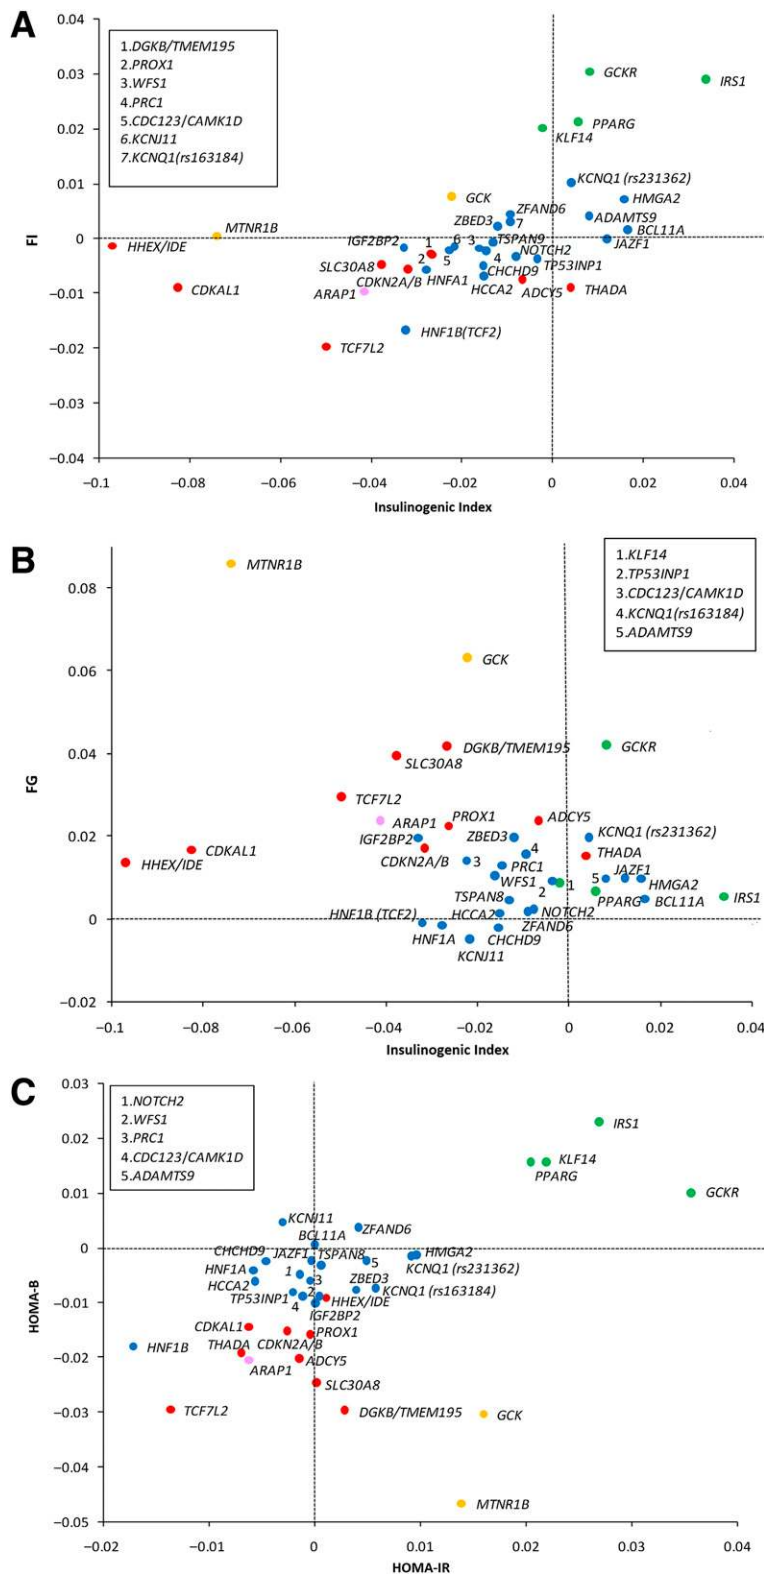 A
0.04
0.03
0.02
0.01
0
−0.01
−0.02
−0.03
−0.04
FI
1.DGKB/TMEM195
2.PROX1
3.WFS1
4.PRC1
5.CDC123/CAMK1D
6.KCNJ11
7.KCNQ1(rs163184)
GCKR
IRS1
PPARG
KLF14
KCNQ1 (rs231362)
GCK
ZFAND6
HMGA2
ZBED3
7
ADAMTS9
MTNR1B
BCL11A
IGF2BP2
1
6
3
TSPAN9
JAZF1
HHEX/IDE
NOTCH2
SLC30A8
2
5
4
TP53INP1
CDKN2A/B
HNFA1
CHCHD9
CDKAL1
ARAP1
HCCA2
ADCY5
THADA
HNF1B(TCF2)
TCF7L2
−0.1
−0.08
−0.06
−0.04
−0.02
0
0.02
0.04
Insulinogenic Index
B
0.08
0.06
0.04
0.02
0
−0.02
FG
1.KLF14
2.TP53INP1
3.CDC123/CAMK1D
4.KCNQ1(rs163184)
5.ADAMTS9
MTNR1B
GCK
DGKB/TMEM195
GCKR
SLC30A8
TCF7L2
ARAP1
PROX1
ADCY5
IGF2BP2
ZBED3
KCNQ1 (rs231362)
CDKAL1
4
THADA
HHEX/IDE
CDKN2A/B
3
PRC1
JAZF1
WFS1
1
5
HMGA2
TSPAN8
2
PPARG
BCL11A
IRS1
HNF1B (TCF2)
HCCA2
NOTCH2
ZFAND6
HNF1A
CHCHD9
KCNJ11
−0.1
−0.08
−0.06
−0.04
−0.02
0
0.02
0.04
Insulinogenic Index
C
0.03
0.02
0.01
0
−0.01
−0.02
−0.03
−0.04
−0.05
HOMA-B
1.NOTCH2
2.WFS1
3.PRC1
4.CDC123/CAMK1D
5.ADAMTS9
IRS1
KLF14
PPARG
GCKR
KCNJ11
BCL11A
ZFAND6
CHCHD9
JAZF1
TSPAN8
5
HMGA2
HNF1A
1
KCNQ1 (rs231362)
HCCA2
3
ZBED3
KCNQ1 (rs163184)
TP53INP1
2
HHEX/IDE
4
IGF2BP2
CDKAL1
PROX1
HNF1B
THADA
CDKN2A/B
ARAP1
ADCY5
SLC30A8
TCF7L2
DGKB/TMEM195
GCK
MTNR1B
−0.02
−0.01
0
0.01
0.02
0.03
0.04
HOMA-IR